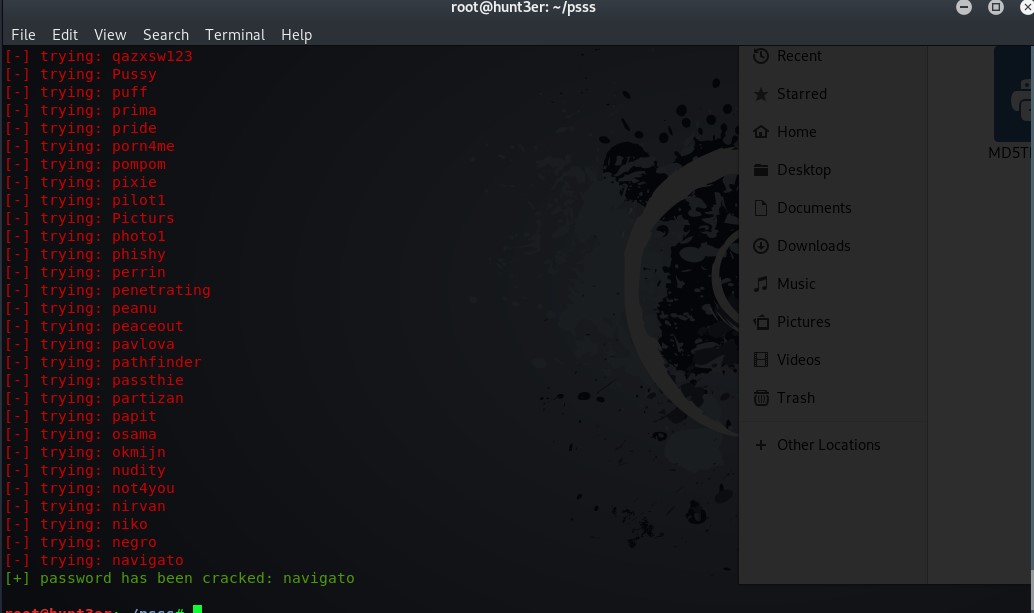 root@hunt3er: ~/psss
File Edit View Search Terminal Help
[-] trying: qazxsw123
[-] trying: Pussy
[-] trying: puff
[-] trying: prima
[-] trying: pride
[-] trying: porn4me
[-] trying: pompom
[-] trying: pixie
[-] trying: pilot1
[-] trying: Picturs
[-] trying: photo1
[-] trying: phishy
[-] trying: perrin
[-] trying: penetrating
[-] trying: peanu
[-] trying: peaceout
[-] trying: pavlova
[-] trying: pathfinder
[-] trying: passthie
[-] trying: partizan
[-] trying: papit
[-] trying: osama
[-] trying: okmijn
[-] trying: nudity
[-] trying: not4you
[-] trying: nirvan
[-] trying: niko
[-] trying: negro
[-] trying: navigato
[+] password has been cracked: navigato
root@hunt3er:~/psss#
Recent
Starred
Home
Desktop
Documents
Downloads
Music
Pictures
Videos
Trash
+ Other Locations